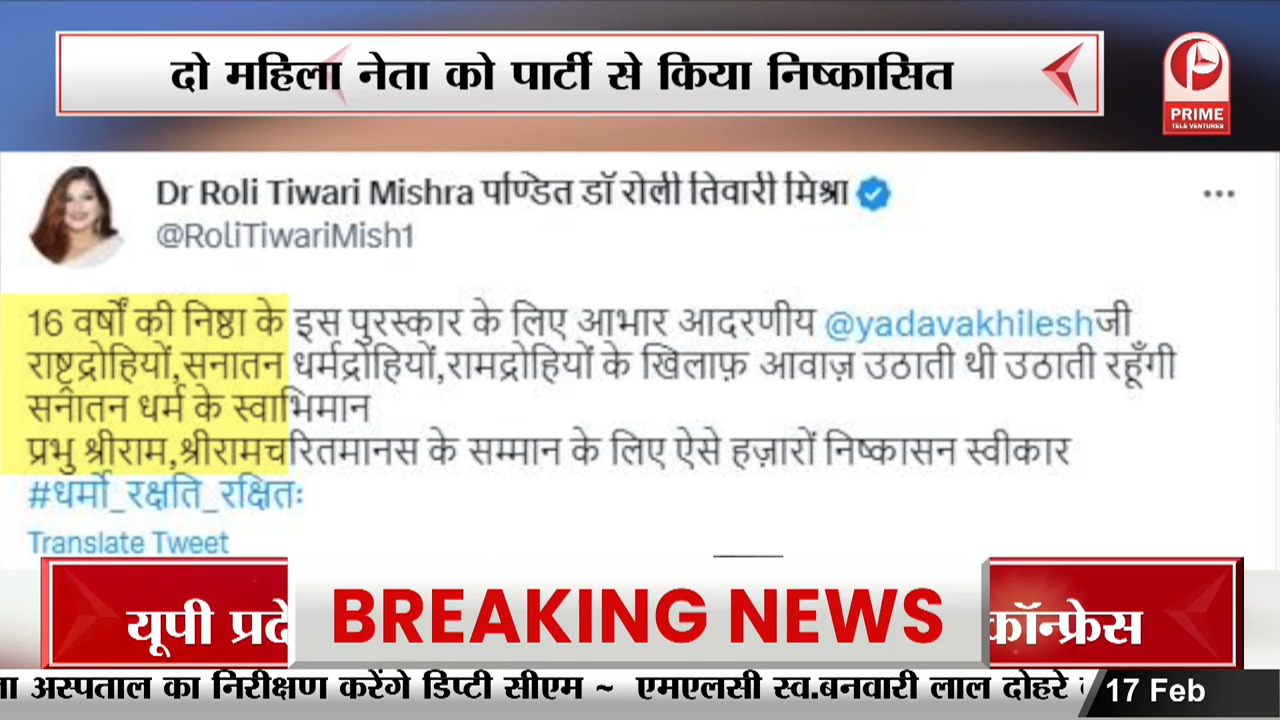 दो महिला नेता को पार्टी से किया निष्कासित
PRIME
TELE VENTURES
Dr Roli Tiwari Mishra पण्डित डॉ रोली तिवारी मिश्रा
@RoliTiwariMish1
16 वर्षों की निष्ठा के इस पुरस्कार के लिए आभार आदरणीय @yadavakhileshजी
राष्ट्रद्रोहियों,सनातन धर्मद्रोहियों,रामद्रोहियों के खिलाफ़ आवाज़ उठाती थी उठाती रहूँगी
सनातन धर्म के स्वाभिमान
प्रभु श्रीराम,श्रीरामचरितमानस के सम्मान के लिए ऐसे हज़ारों निष्कासन स्वीकार
#धर्मो_रक्षति_रक्षितः
Translate Tweet
यूपी
BREAKING NEWS
कॉन्फ्रेस
अस्पताल का निरीक्षण करेंगे डिप्टी सीएम ~ एमएलसी स्व.बनवारी लाल दोहरे
17 Feb